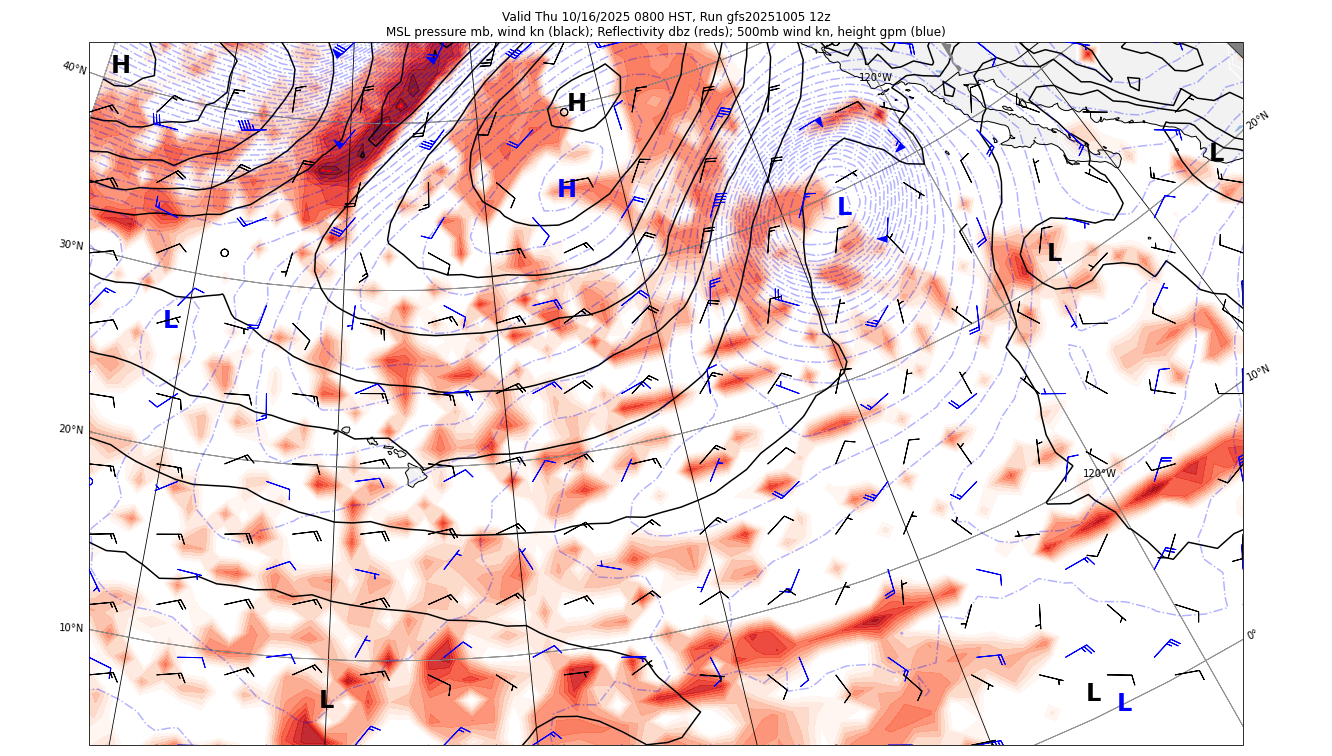 Valid Thu 10/16/2025 0800 HST, Run gfs20251005 12z
MSL pressure mb, wind kn (black); Reflectivity dbz (reds); 500mb wind kn, height gpm (blue)
H
40°N
120°W
H
20°N
L
H
L
30°N
L
L
10°N
20°N
120°W
10°N
0°
L
L
L